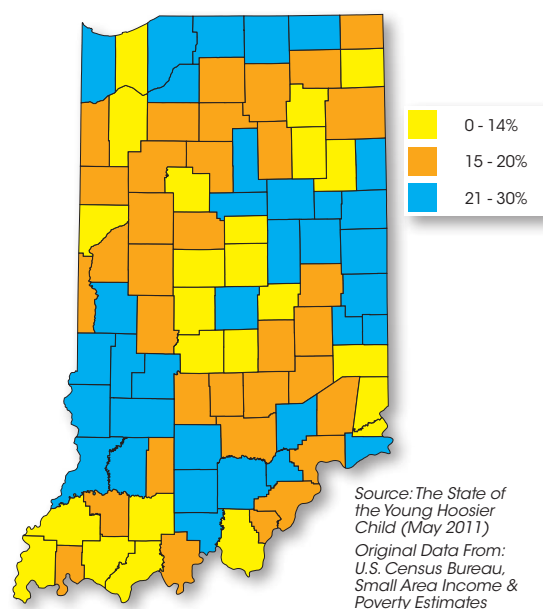 0 - 14%
15 - 20%
21 - 30%
Source: The State of
the Young Hoosier
Child (May 2011)
Original Data From:
U.S. Census Bureau,
Small Area Income &
Poverty Estimates